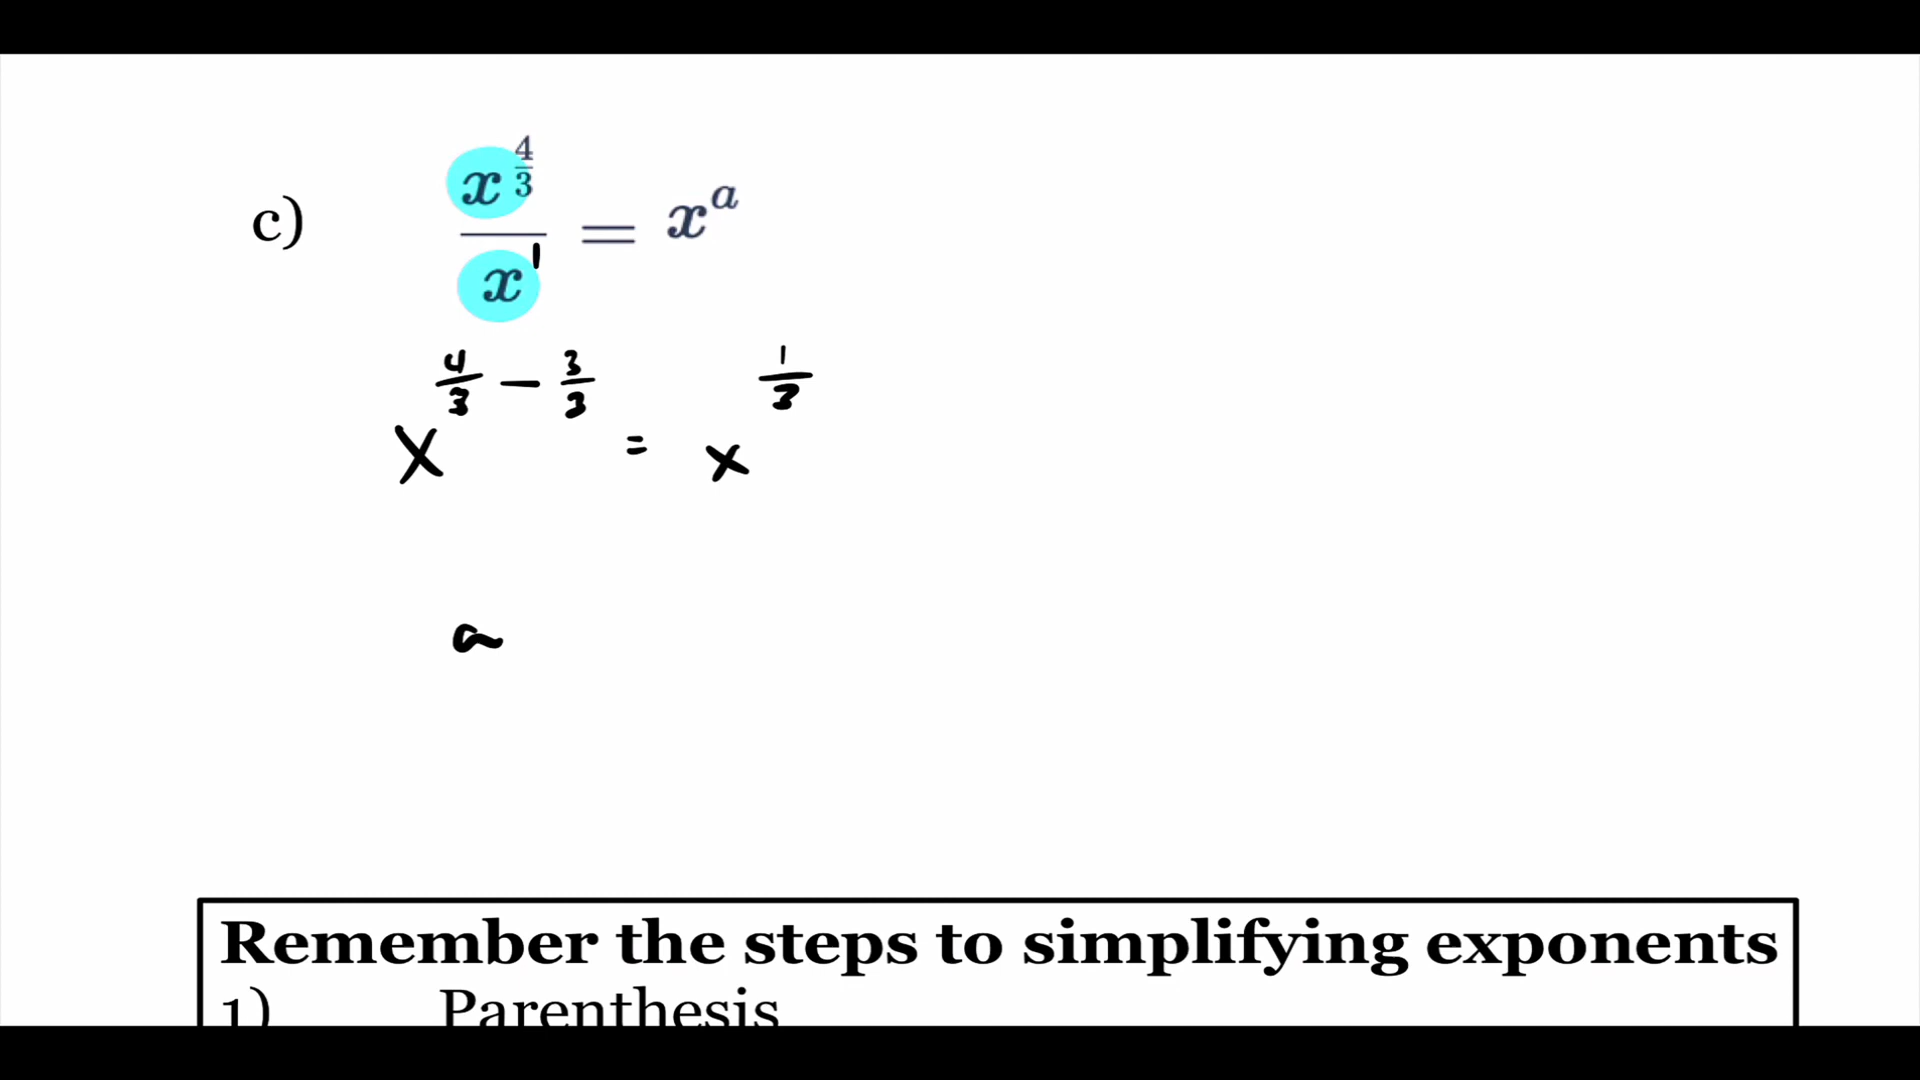 c) x^(4/3) / x^1 = x^a
x^(4/3 − 3/3) = x^(1/3)
a
Remember the steps to simplifying exponents
1) Parenthesis